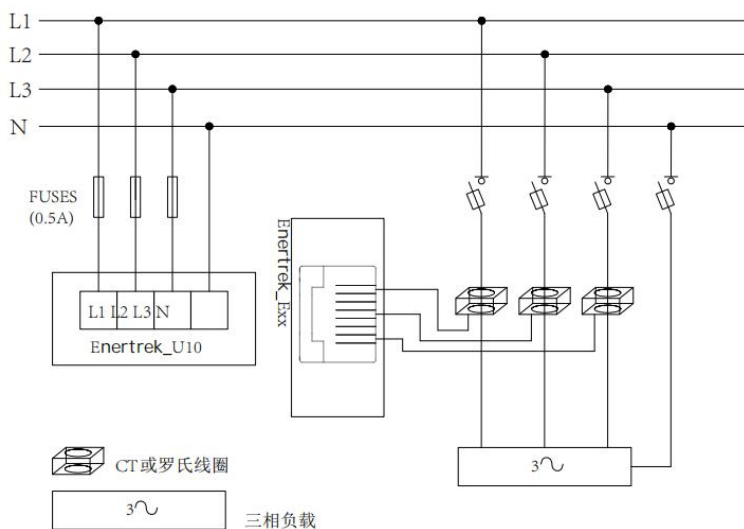 L1
L2
L3
N
FUSES
(0.5A)
Enertrek_Exx
L1 L2 L3 N
Enertrek_U10
CT或罗氏线圈
3
三相负载
3